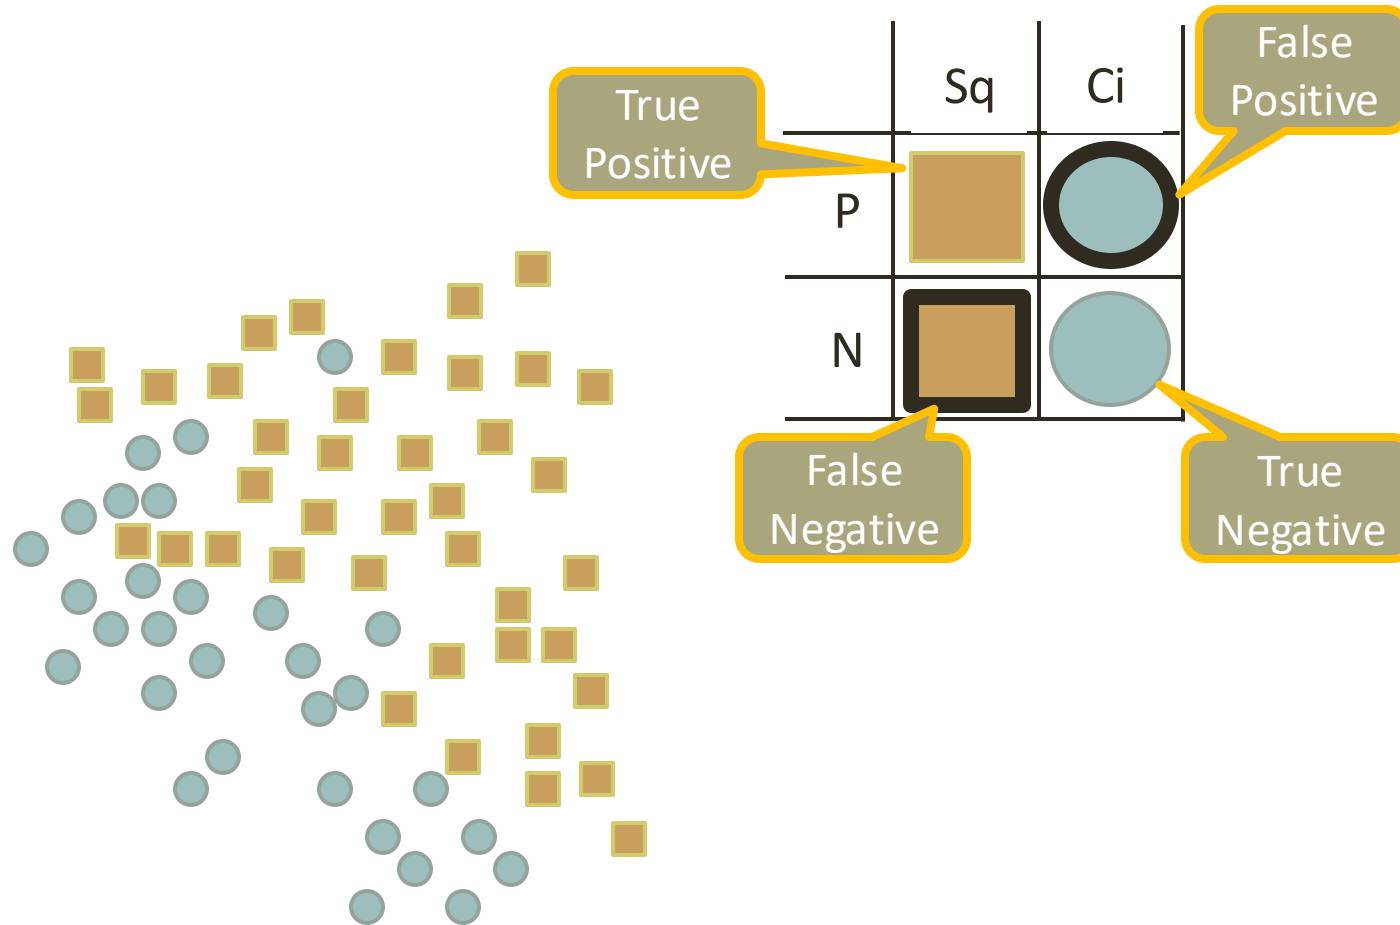 True
Positive
Sq
Ci
False
Positive
P
N
False
Negative
True
Negative